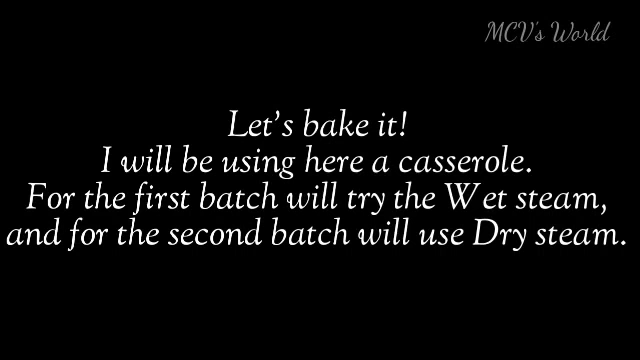 MCV's World
Let's bake it!
I will be using here a casserole.
For the first batch will try the Wet steam,
and for the second batch will use Dry steam.